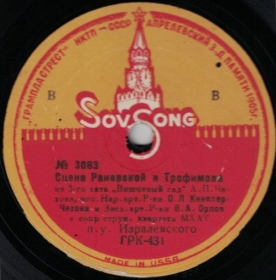 ГРАМПЛАСТРЕСТ НКТП — СССР АПРЕЛЕВСКИЙ З-Д ПАМЯТИ 1905 г.
В В
SovSong
№ 3083
Сцена Раневской и Трофимова
из 3-го акта „Вишневый сад" А. П. Че-
хова, исп. Нар. арт. Р-ки О. Л. Книппер-
Чехова и Засл. арт. Р-ки В. А. Орлов
в сопр. струн. квартета МХАТ
п. у. Израилевского
ГРК-431
MADE IN USSR